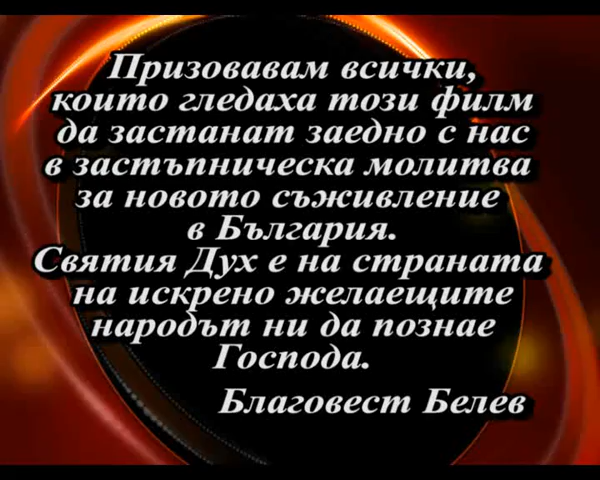 Призовавам всички,
които гледаха този филм
да застанат заедно с нас
в застъпническа молитва
за новото съживление
в България.
Святия Дух е на страната
на искрено желаещите
народът ни да познае
Господа.
Благовест Белев